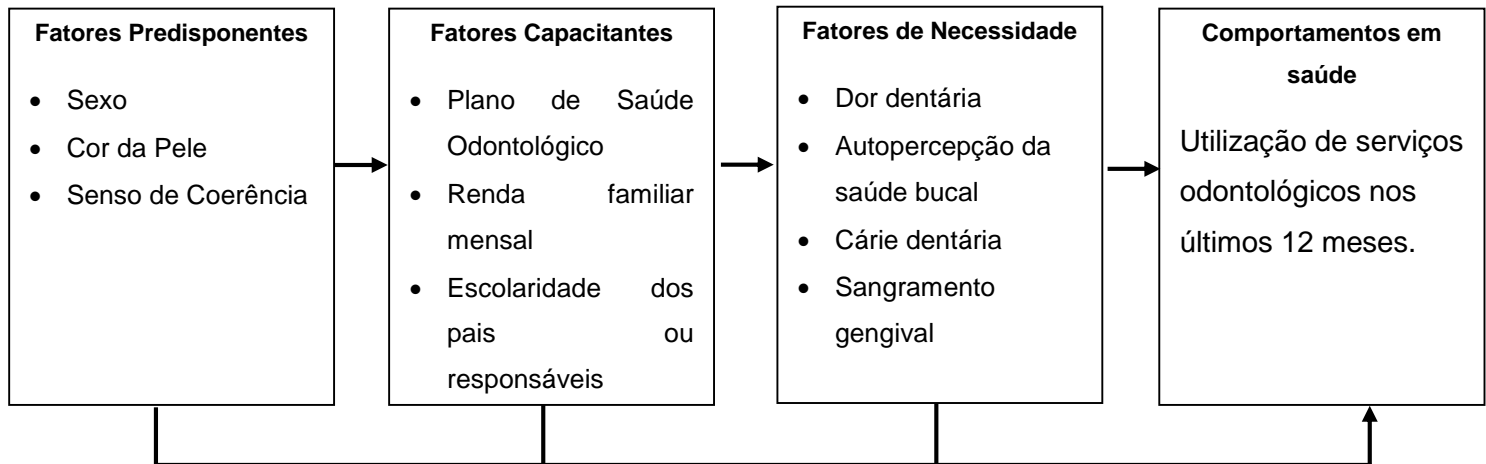 Fatores Predisponentes
• Sexo
• Cor da Pele
• Senso de Coerência
Fatores Capacitantes
• Plano de Saúde
Odontológico
• Renda familiar
mensal
• Escolaridade dos
pais ou
responsáveis
Fatores de Necessidade
• Dor dentária
• Autopercepção da
saúde bucal
• Cárie dentária
• Sangramento
gengival
Comportamentos em
saúde
Utilização de serviços
odontológicos nos
últimos 12 meses.